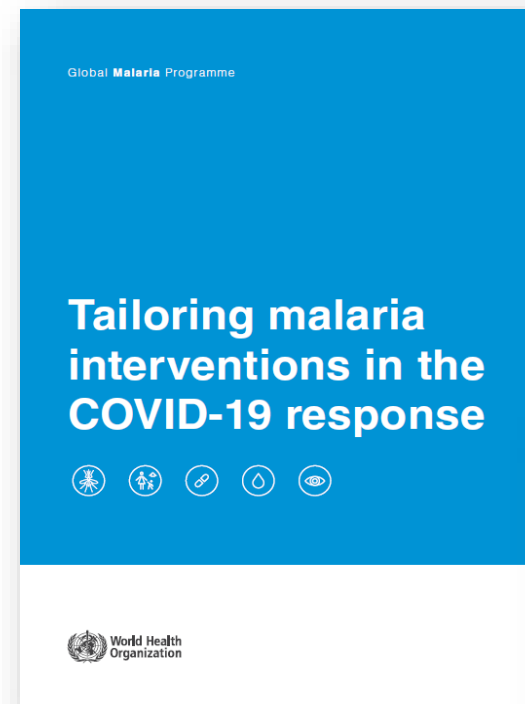 Global Malaria Programme
Tailoring malaria
interventions in the
COVID-19 response
World Health
Organization